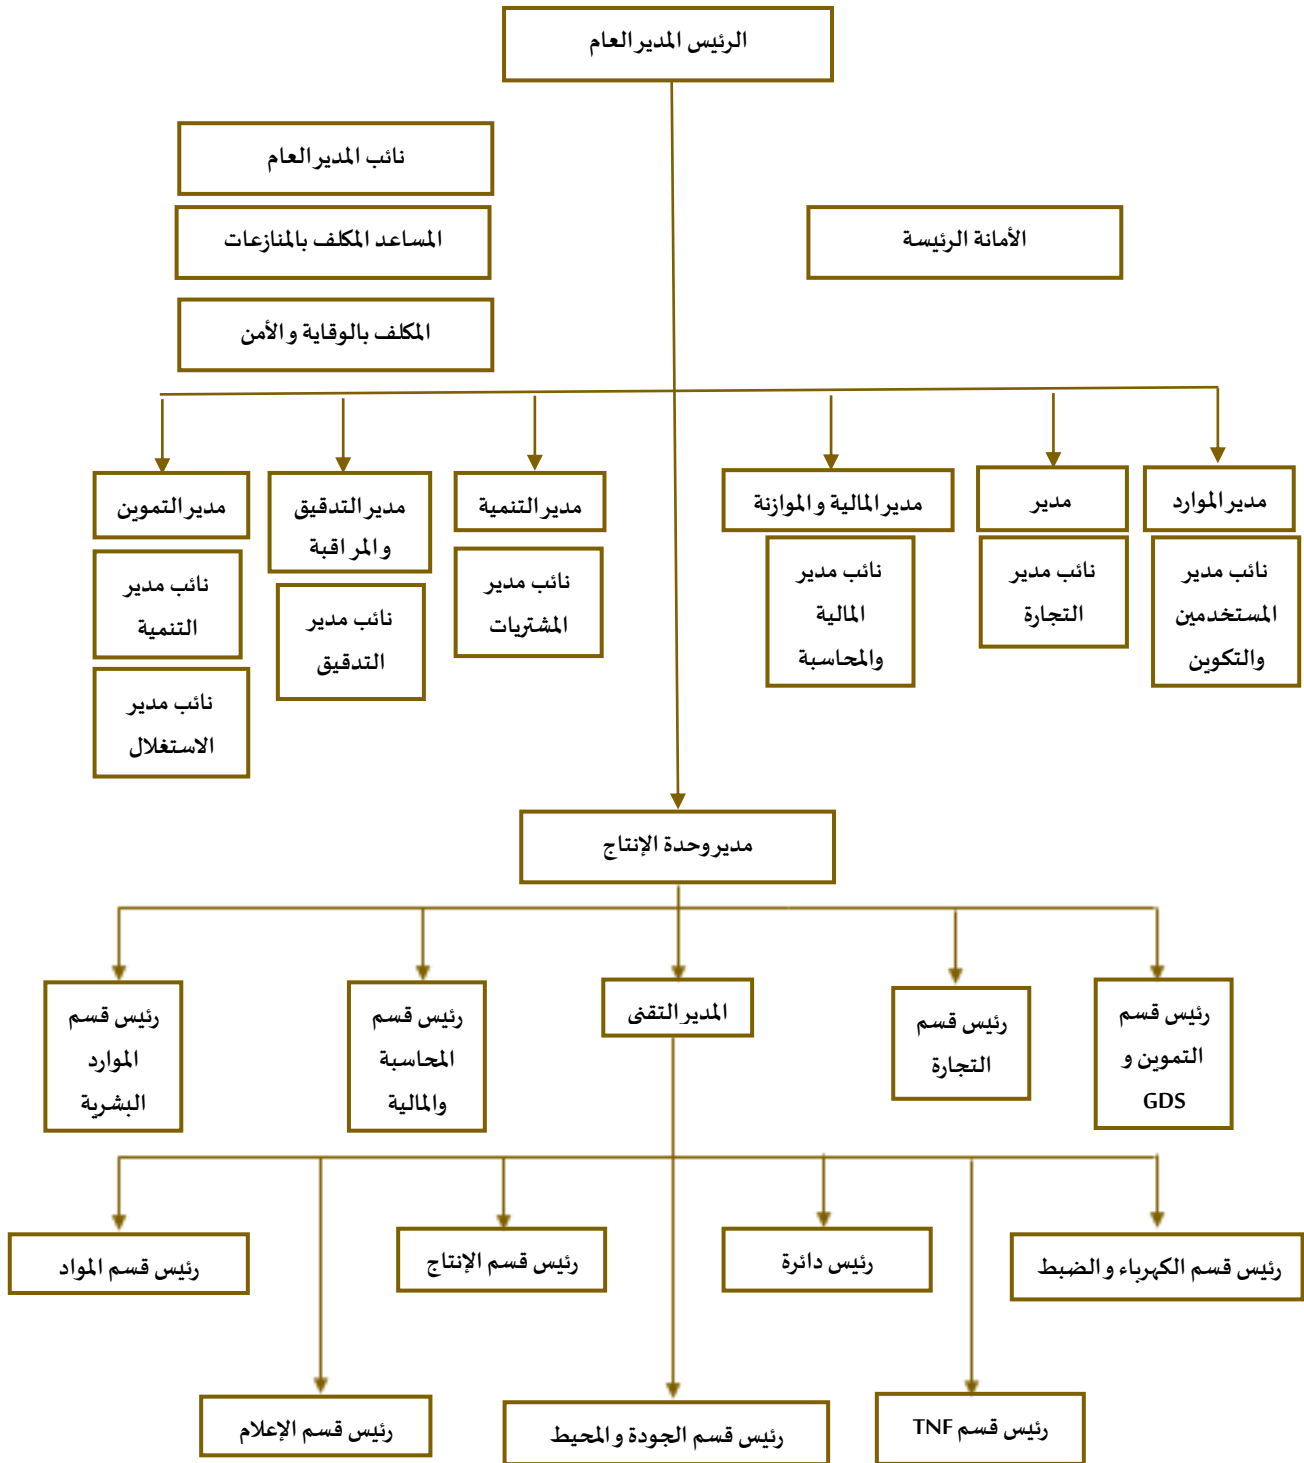 الرئيس المدير العام
نائب المدير العام
الأمانة الرئيسة
المساعد المكلف بالمنازعات
المكلف بالوقاية و الأمن
مدير الموارد
مدير
مدير المالية و الموازنة
مدير التنمية
مدير التدقيق
و المراقبة
مدير التموين
نائب مدير
المستخدمين
والتكوين
نائب مدير
التجارة
نائب مدير
المالية
والمحاسبة
نائب مدير
المشتريات
نائب مدير
التدقيق
نائب مدير
التنمية
نائب مدير
الاستغلال
مدير وحدة الإنتاج
رئيس قسم
التموين و
GDS
رئيس قسم
التجارة
المدير التقني
رئيس قسم
المحاسبة
والمالية
رئيس قسم
الموارد
البشرية
رئيس قسم الكهرباء و الضبط
رئيس دائرة
رئيس قسم الإنتاج
رئيس قسم المواد
رئيس قسم TNF
رئيس قسم الجودة و المحيط
رئيس قسم الإعلام